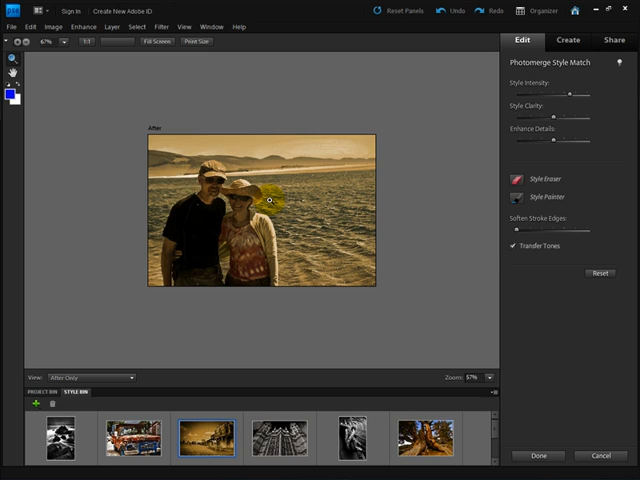 pse Sign In Create New Adobe ID Reset Panels Undo Redo Organizer
File Edit Image Enhance Layer Select Filter View Window Help
67% 1:1 Fill Screen Print Size
Edit Create Share
Photomerge Style Match
Style Intensity:
Style Clarity:
Enhance Details:
Style Eraser
Style Painter
Soften Stroke Edges:
Transfer Tones
Reset
After
View: After Only Zoom: 57%
PROJECT BIN STYLE BIN
Done Cancel